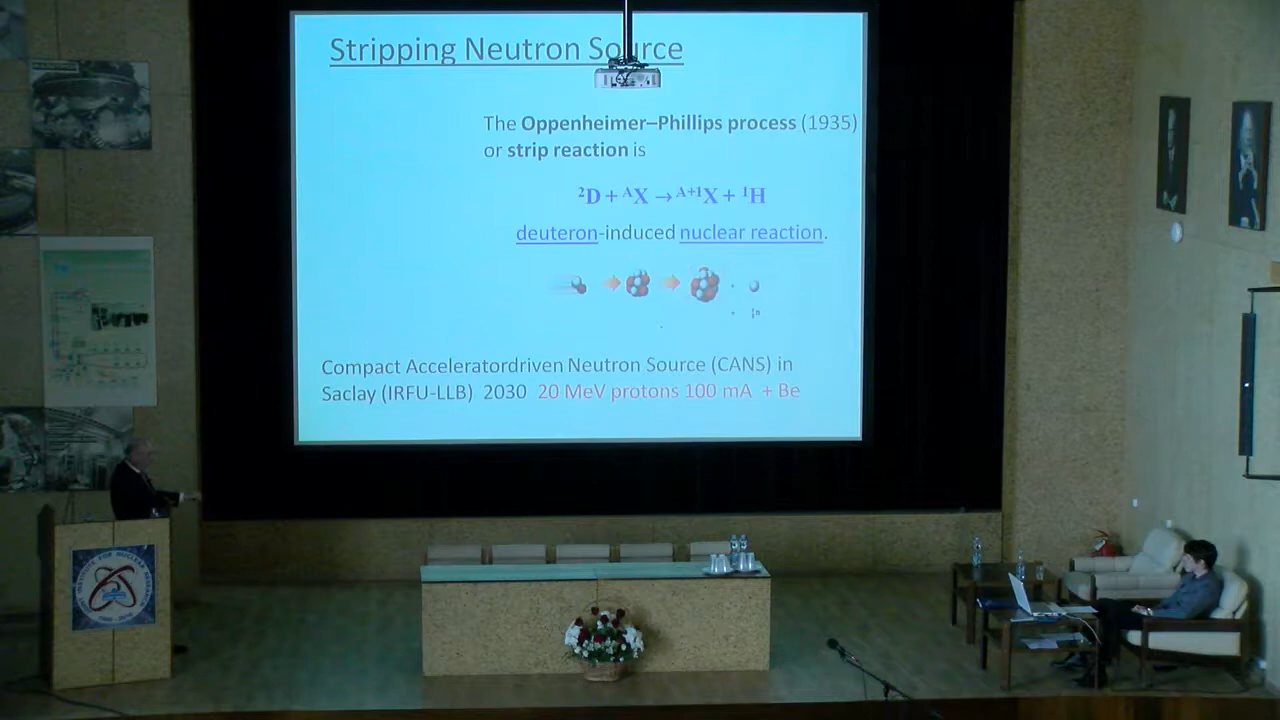 Stripping Neutron Source
The Oppenheimer–Phillips process (1935)
or strip reaction is
²D + ᴬX → ᴬ⁺¹X + ¹H
deuteron-induced nuclear reaction.
Compact Acceleratordriven Neutron Source (CANS) in
Saclay (IRFU-LLB) 2030 20 MeV protons 100 mA + Be